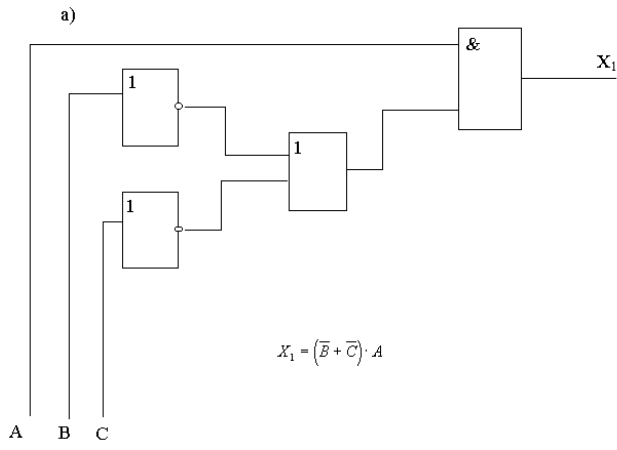 a)
&
X₁
1
1
1
X₁ = (B̅ + C̅) · A
A B C